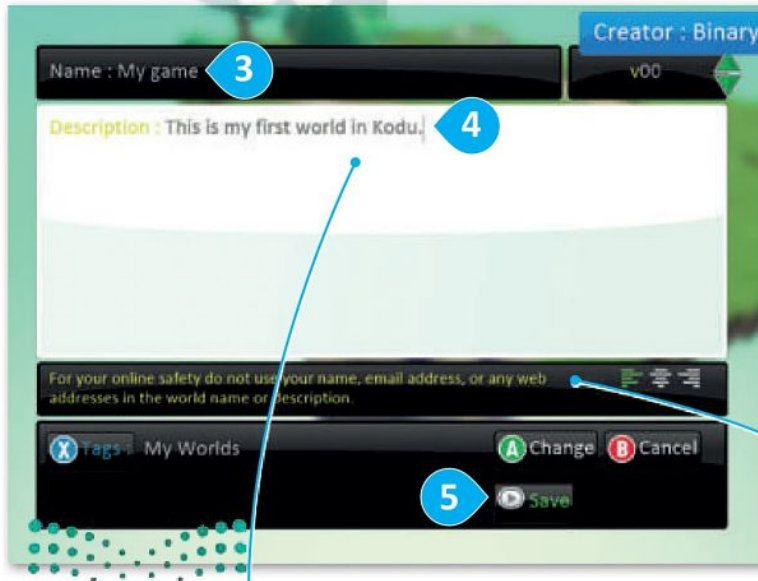 Creator : Binary
Name : My game
3
v00
Description : This is my first world in Kodu.
4
For your online safety do not use your name, email address, or any web
addresses in the world name or description.
X Tags : My Worlds
A Change
B Cancel
5
Save